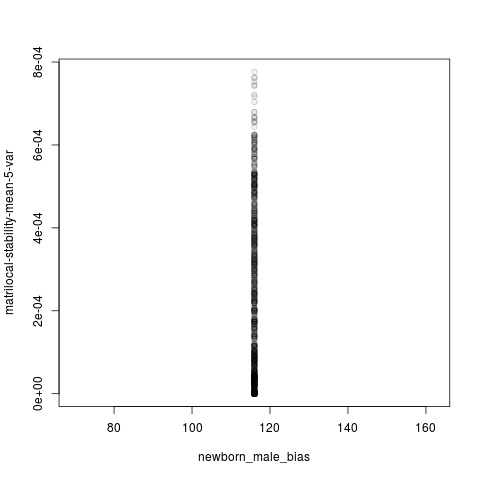 8e-04
6e-04
4e-04
2e-04
0e+00
matrilocal-stability-mean-5-var
80
100
120
140
160
newborn_male_bias